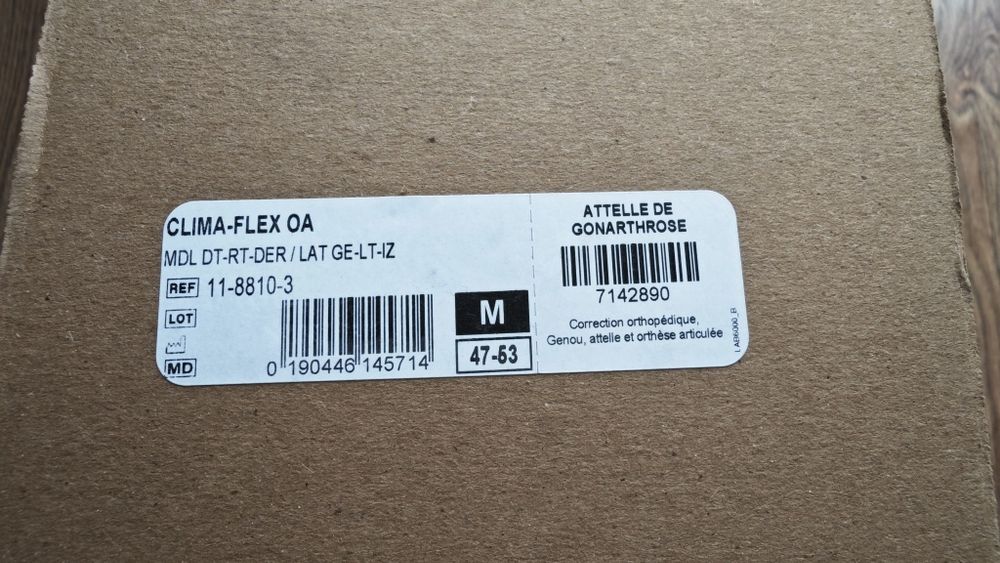 CLIMA-FLEX OA
MDL DT-RT-DER / LAT GE-LT-IZ
REF 11-8810-3
LOT
MD
0 190446 145714
M
47-53
ATTELLE DE
GONARTHROSE
7142890
Correction orthopédique,
Genou, attelle et orthèse articulée
LAB6000_B